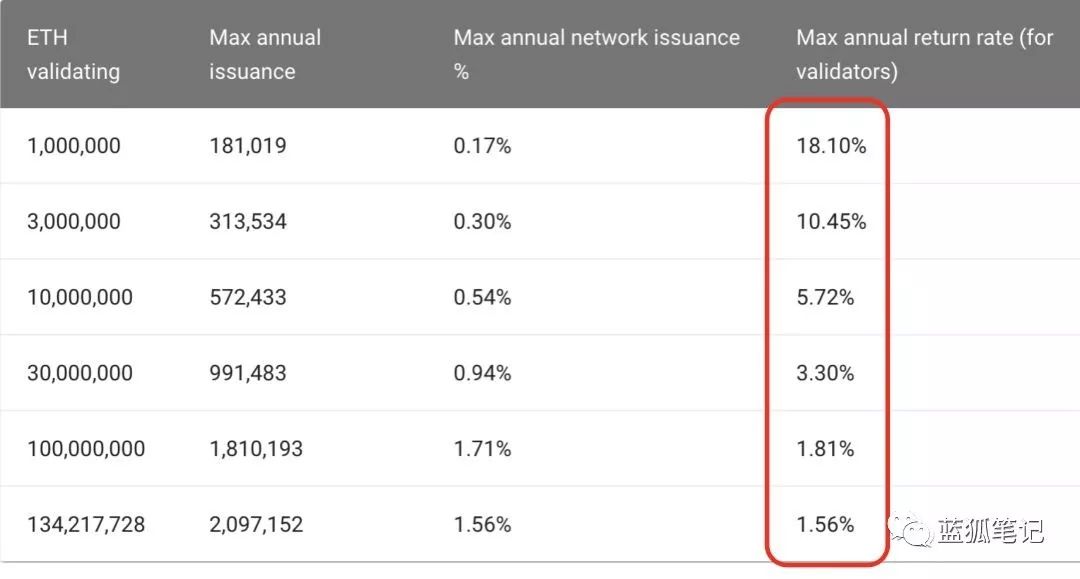 ETH validating
Max annual issuance
Max annual network issuance %
Max annual return rate (for validators)
1,000,000 181,019 0.17% 18.10%
3,000,000 313,534 0.30% 10.45%
10,000,000 572,433 0.54% 5.72%
30,000,000 991,483 0.94% 3.30%
100,000,000 1,810,193 1.71% 1.81%
134,217,728 2,097,152 1.56% 1.56%
蓝狐笔记